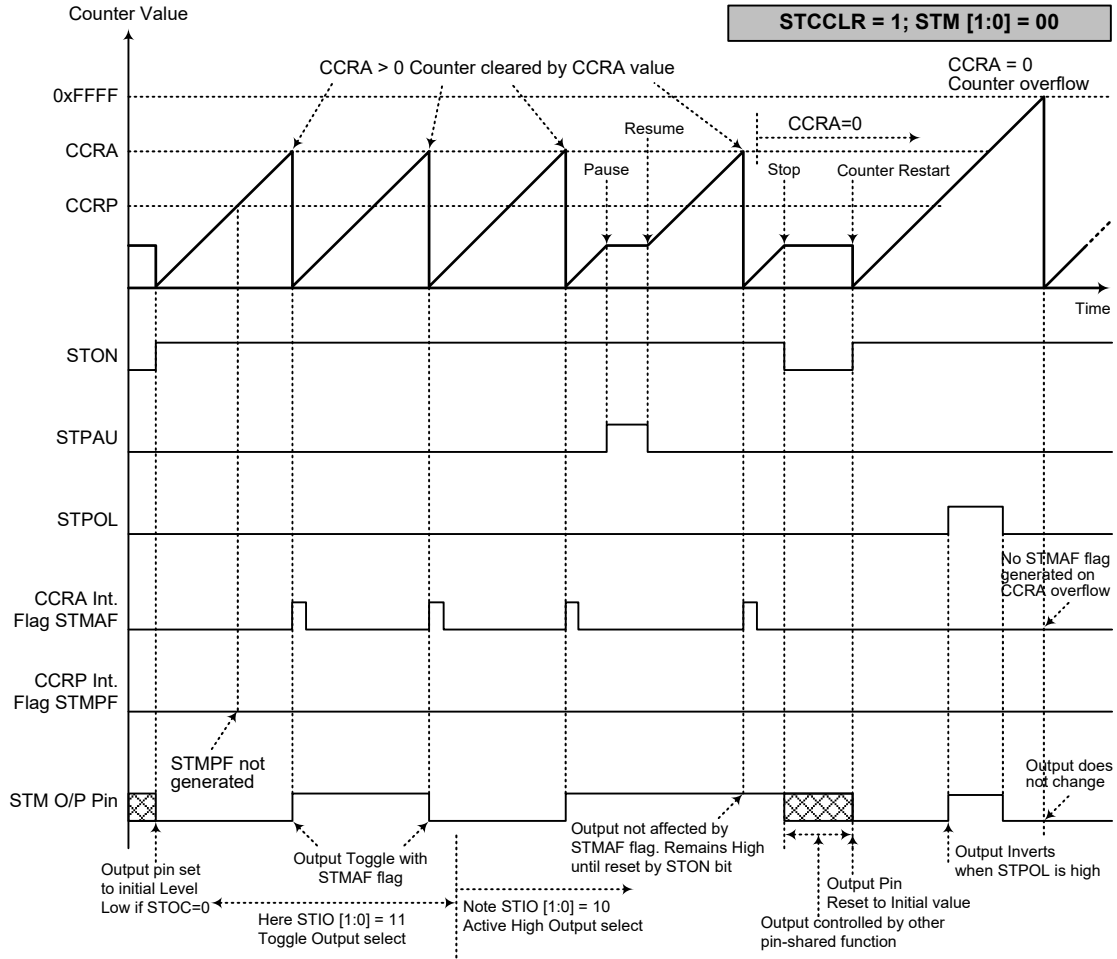 Counter Value
STCCLR = 1; STM [1:0] = 00
CCRA > 0 Counter cleared by CCRA value
CCRA = 0
Counter overflow
0xFFFF
Resume
CCRA=0
CCRA
Pause
Stop
Counter Restart
CCRP
Time
STON
STPAU
STPOL
No STMAF flag
generated on
CCRA overflow
CCRA Int.
Flag STMAF
CCRP Int.
Flag STMPF
STMPF not
generated
Output does
not change
STM O/P Pin
Output pin set
to initial Level
Low if STOC=0
Output Toggle with
STMAF flag
Output not affected by
STMAF flag. Remains High
until reset by STON bit
Output Inverts
when STPOL is high
Output Pin
Reset to Initial value
Here STIO [1:0] = 11
Toggle Output select
Note STIO [1:0] = 10
Active High Output select
Output controlled by other
pin-shared function